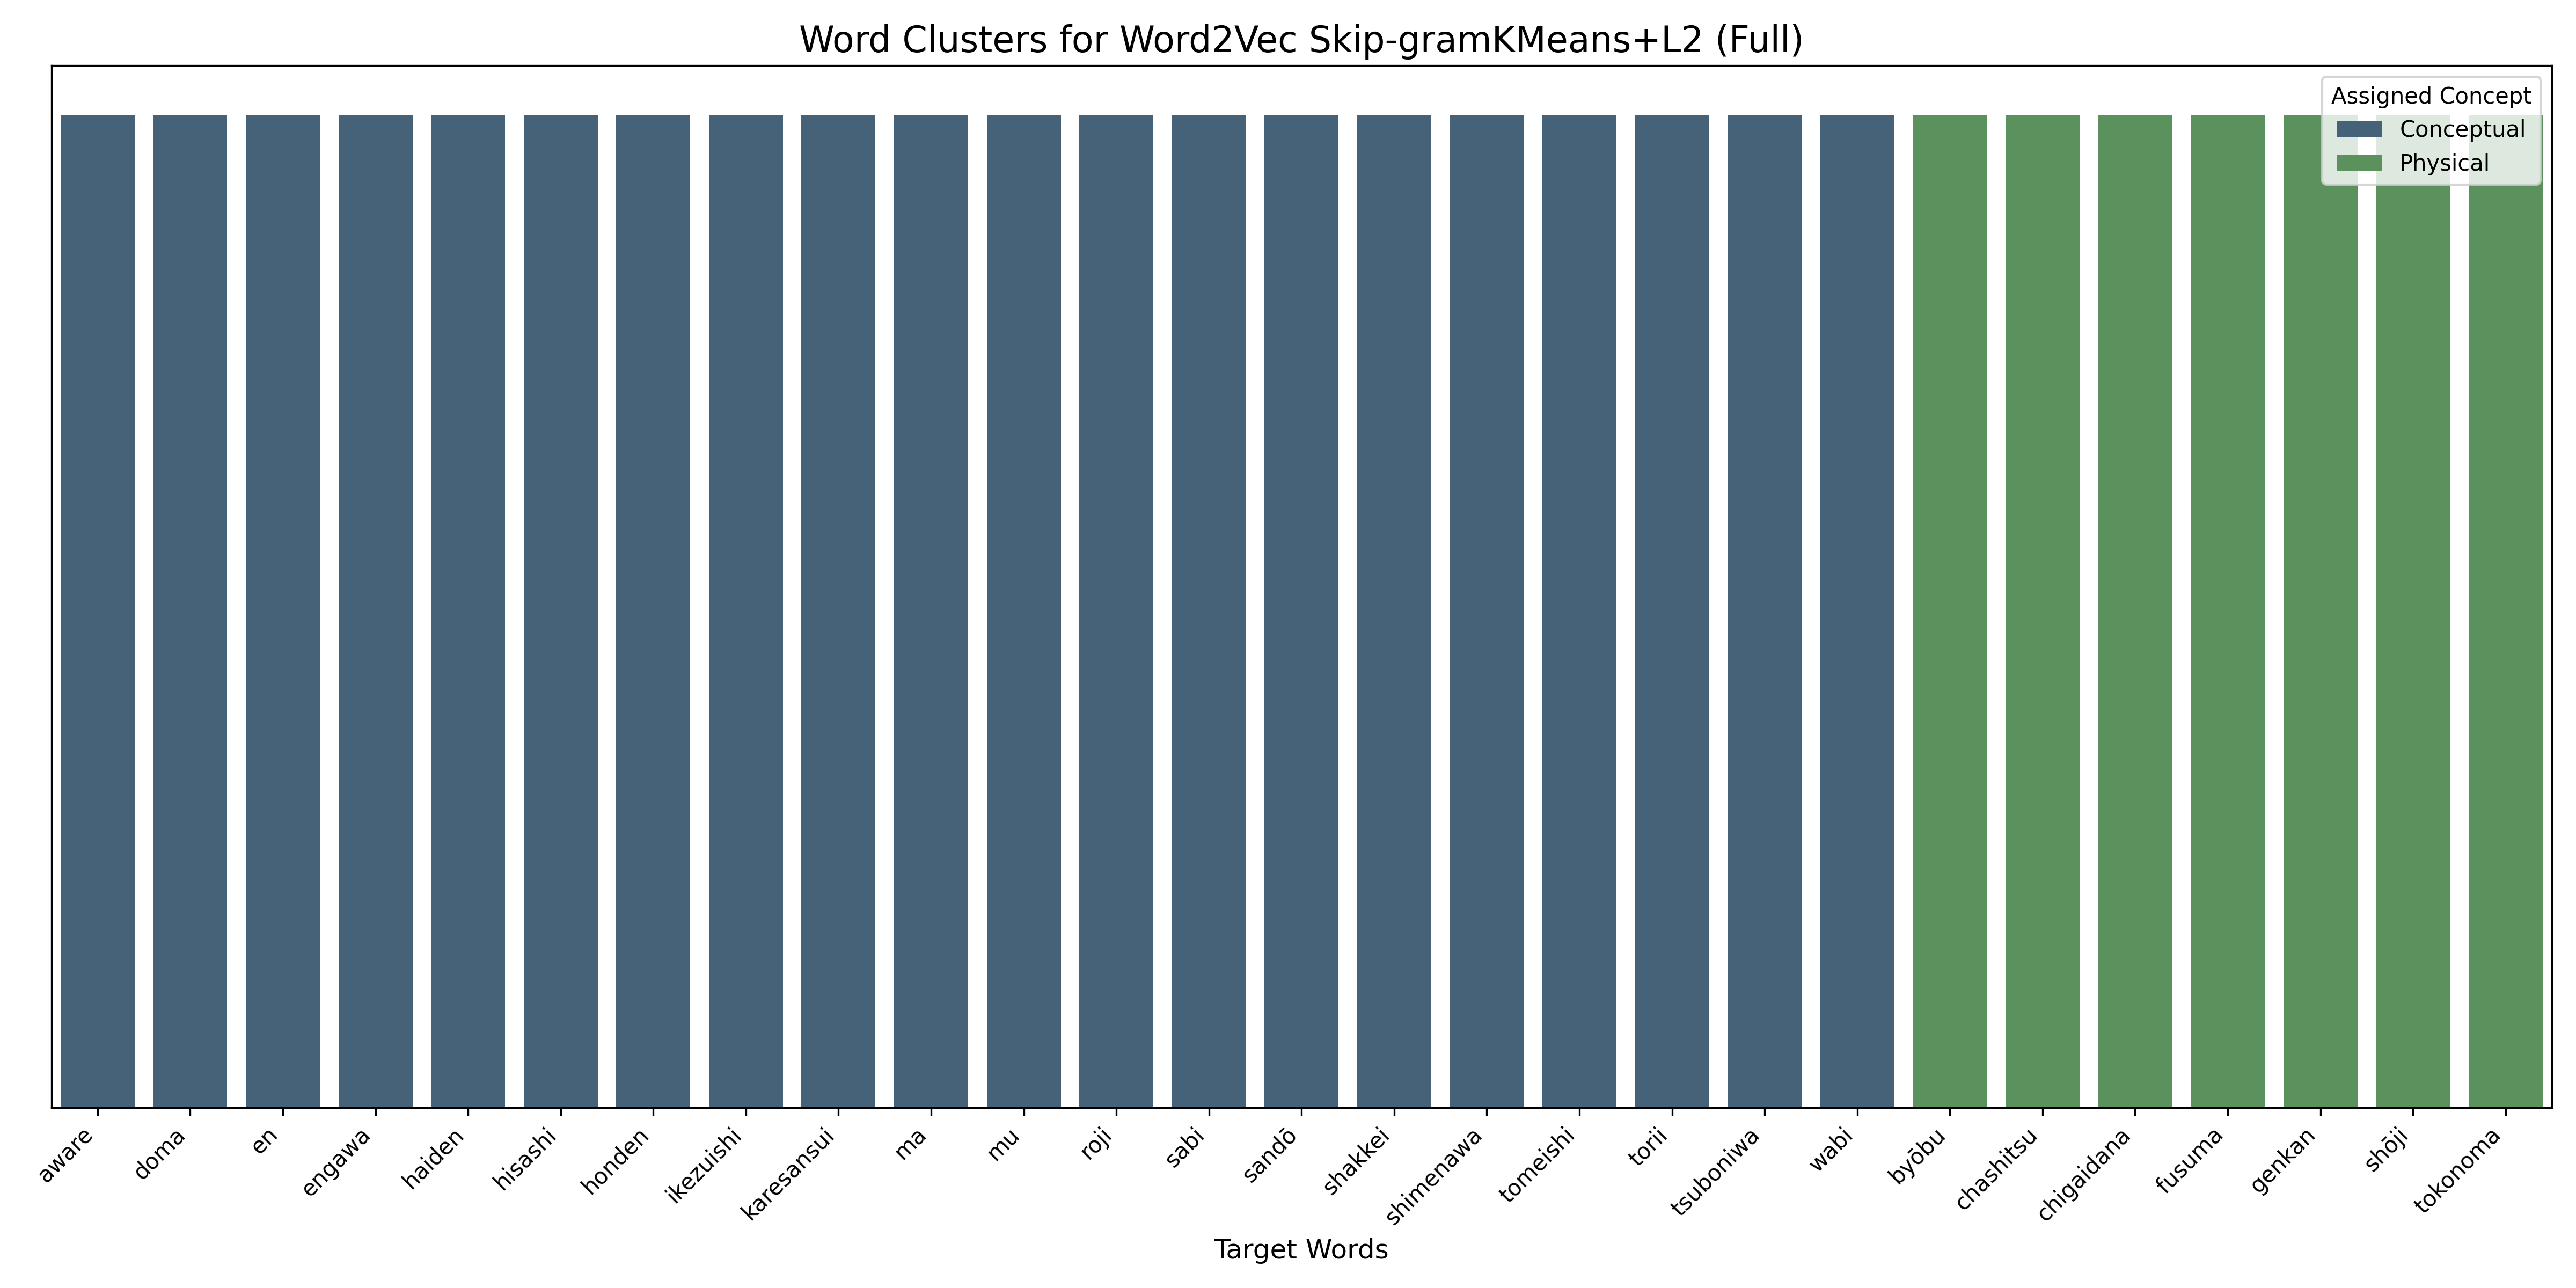 Word Clusters for Word2Vec Skip-gramKMeans+L2 (Full)
Assigned Concept
Conceptual
Physical
aware
doma
en
engawa
haiden
hisashi
honden
ikezuishi
karesansui
ma
mu
roji
sabi
sandō
shakkei
shimenawa
tomeishi
torii
tsuboniwa
wabi
byōbu
chashitsu
chigaidana
fusuma
genkan
shōji
tokonoma
Target Words